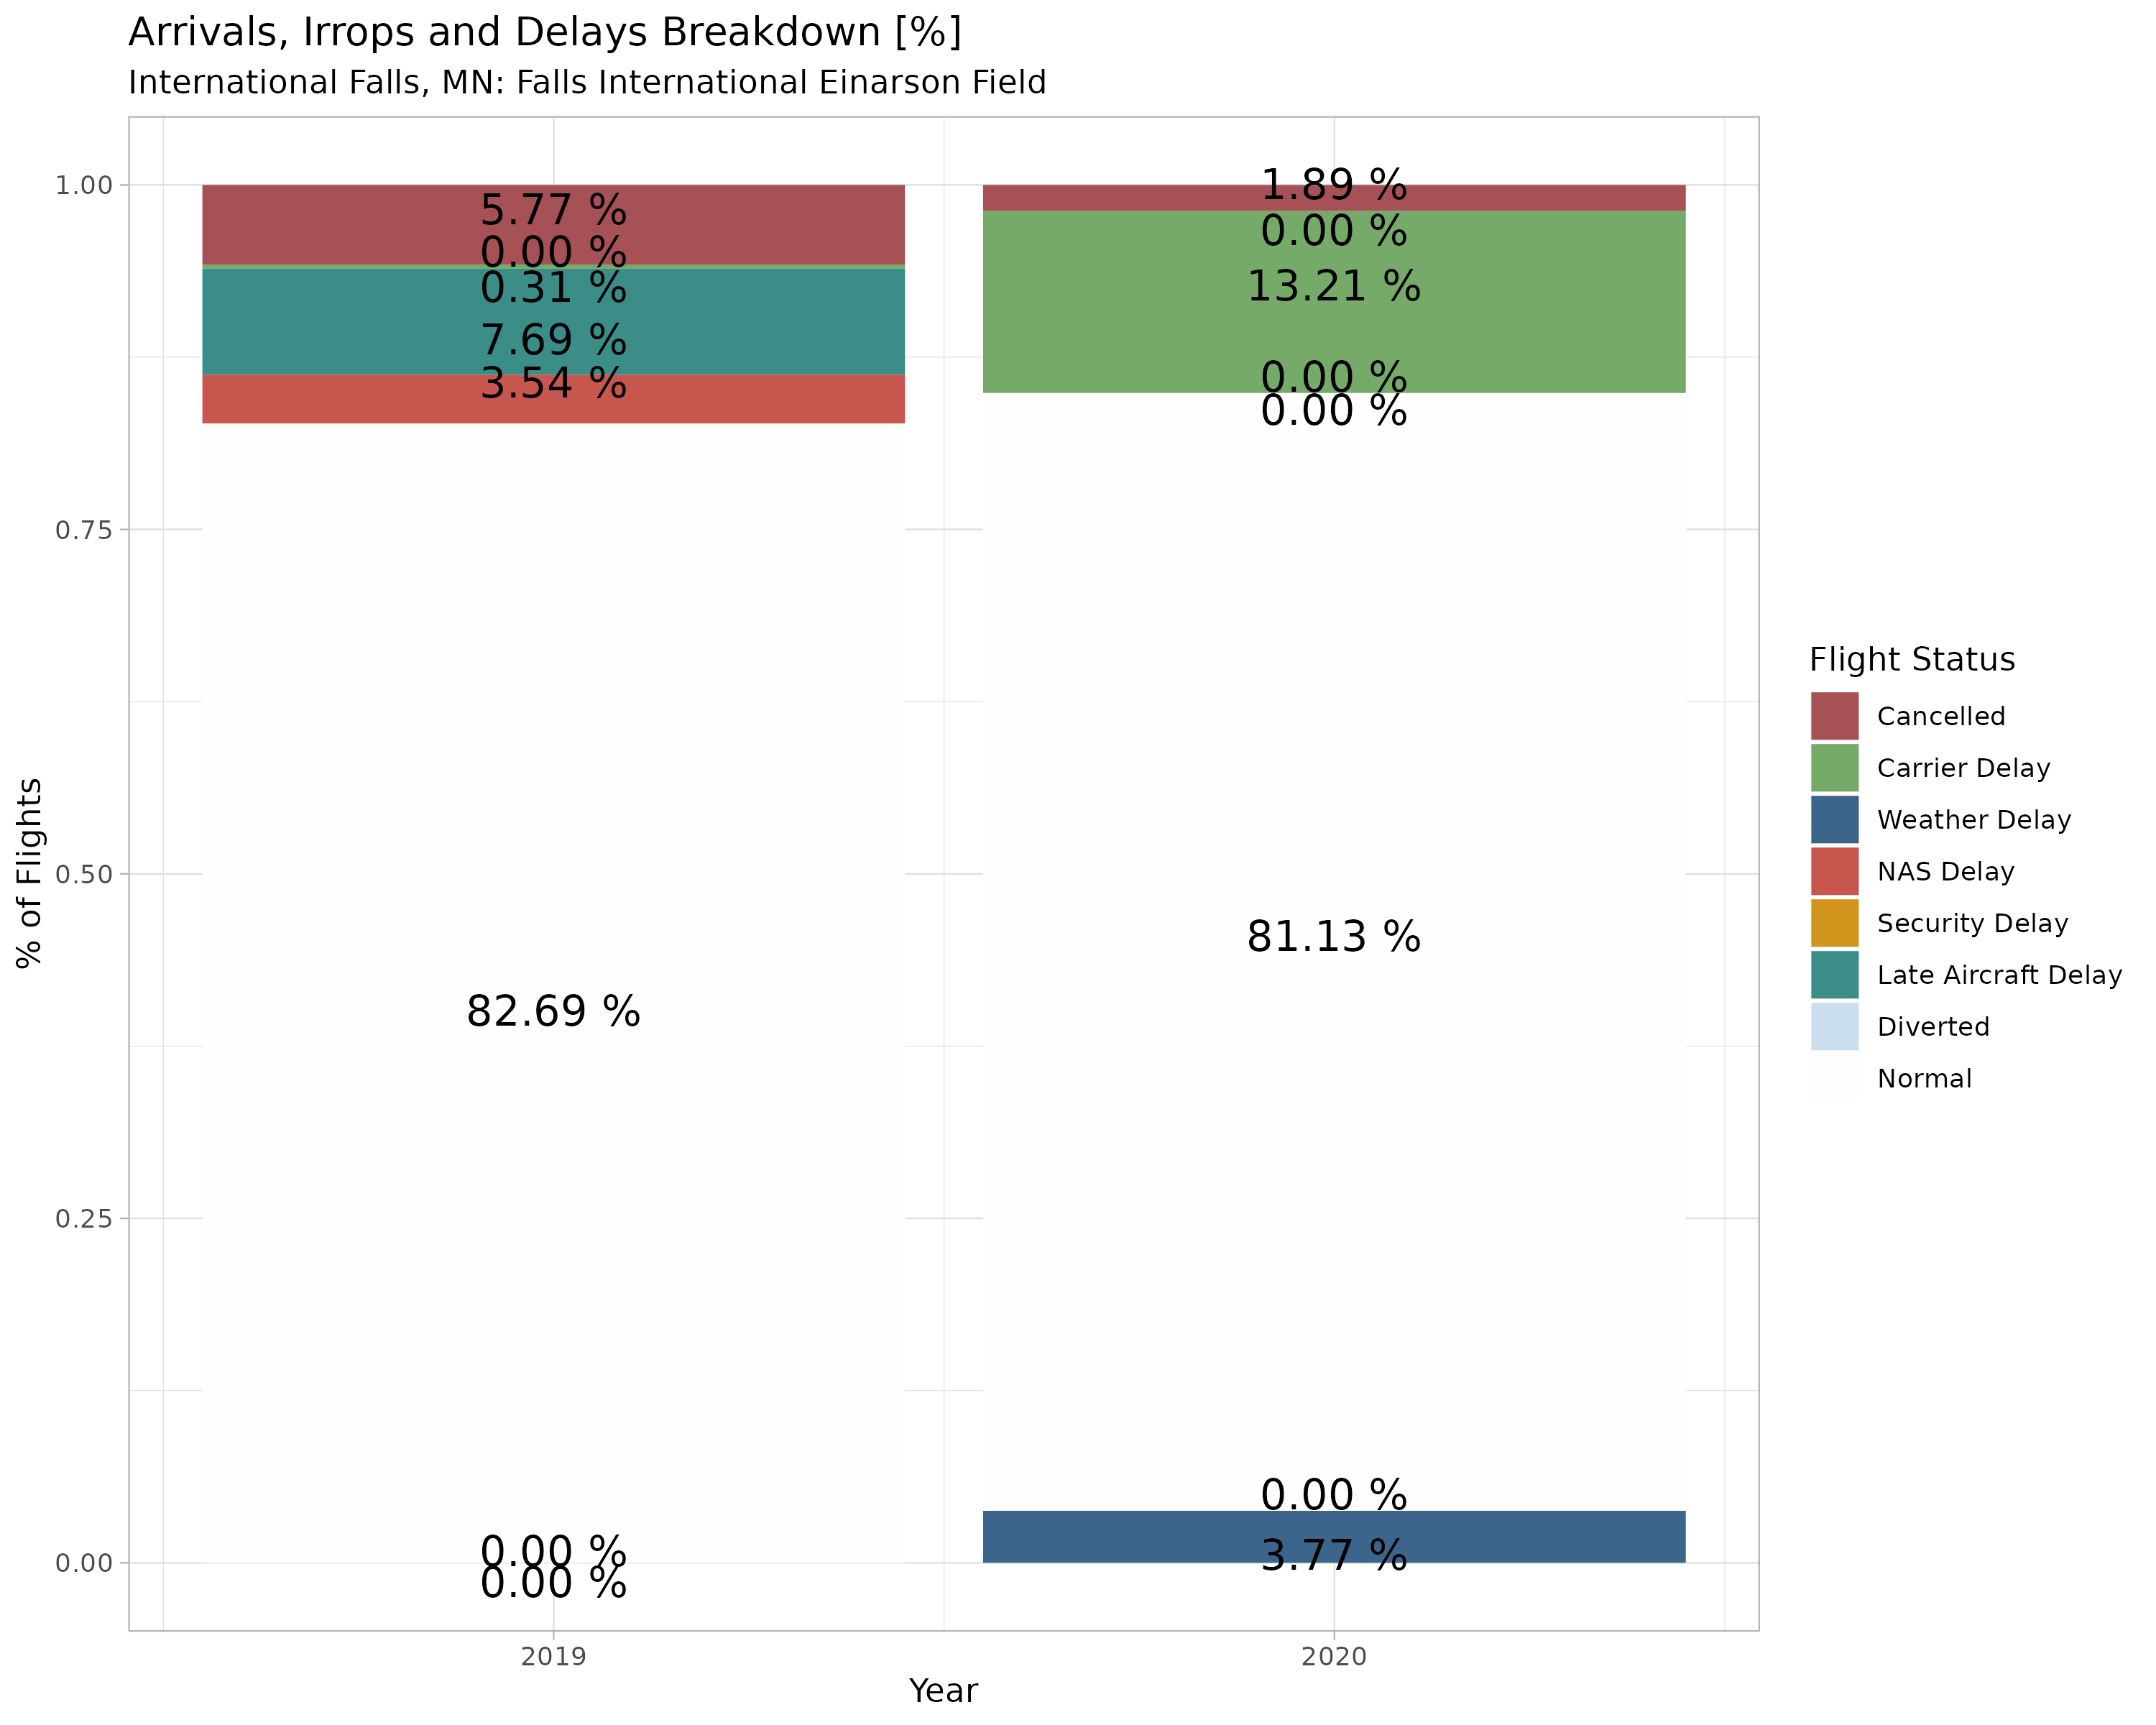 Arrivals, Irrops and Delays Breakdown [%]
International Falls, MN: Falls International Einarson Field
% of Flights
1.00
0.75
0.50
0.25
0.00
5.77 %
0.00 %
0.31 %
7.69 %
3.54 %
82.69 %
0.00 %
0.00 %
1.89 %
0.00 %
13.21 %
0.00 %
0.00 %
81.13 %
0.00 %
3.77 %
2019
2020
Year
Flight Status
Cancelled
Carrier Delay
Weather Delay
NAS Delay
Security Delay
Late Aircraft Delay
Diverted
Normal